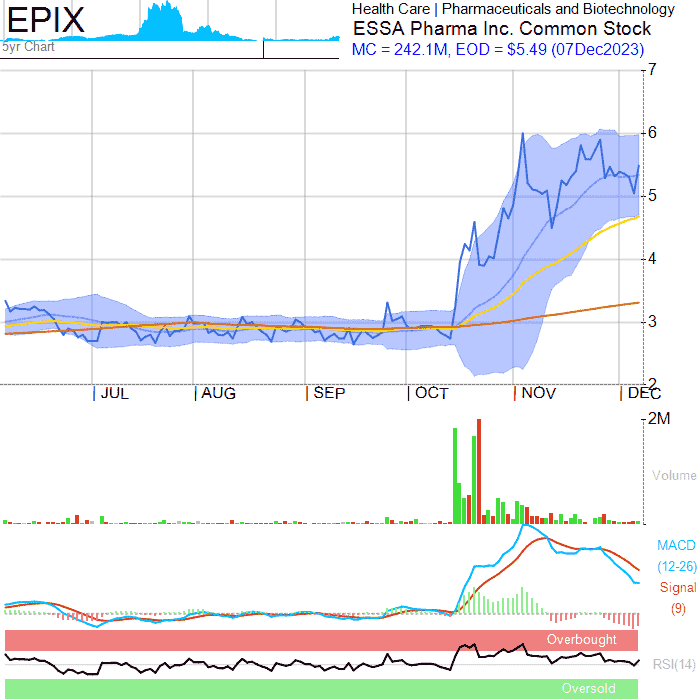 EPIX
Health Care | Pharmaceuticals and Biotechnology
ESSA Pharma Inc. Common Stock
5yr Chart
MC = 242.1M, EOD = $5.49 (07Dec2023)
7
6
5
4
3
2
JUL AUG SEP OCT NOV DEC
2M
Volume
MACD
(12-26)
Signal
(9)
Overbought
RSI(14)
Oversold